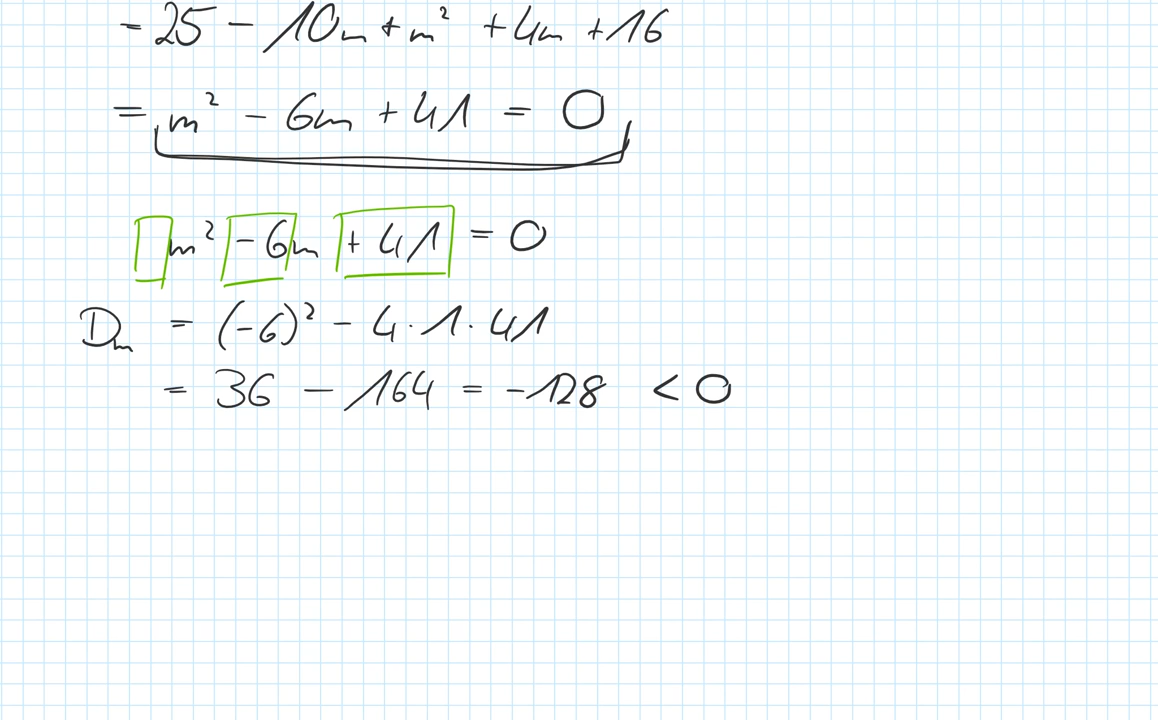 = 25 - 10m + m² + 4m + 16
= m² - 6m + 41 = 0
m² - 6m + 41 = 0
Dₘ = (-6)² - 4 · 1 · 41
= 36 - 164 = -128 < 0